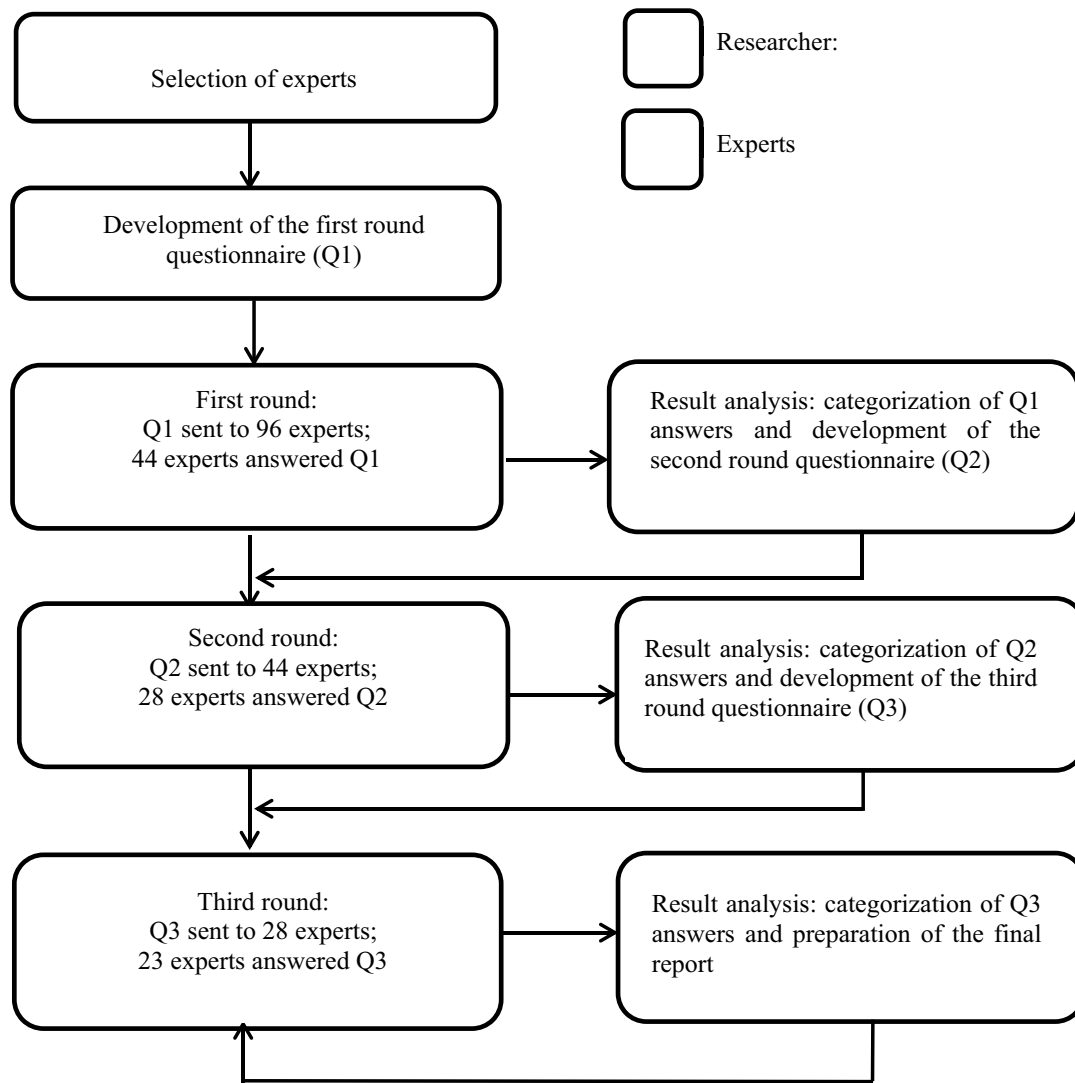 Selection of experts
Researcher:
Experts
Development of the first round
questionnaire (Q1)
First round:
Q1 sent to 96 experts;
44 experts answered Q1
Result analysis: categorization of Q1
answers and development of the
second round questionnaire (Q2)
Second round:
Q2 sent to 44 experts;
28 experts answered Q2
Result analysis: categorization of Q2
answers and development of the third
round questionnaire (Q3)
Third round:
Q3 sent to 28 experts;
23 experts answered Q3
Result analysis: categorization of Q3
answers and preparation of the final
report